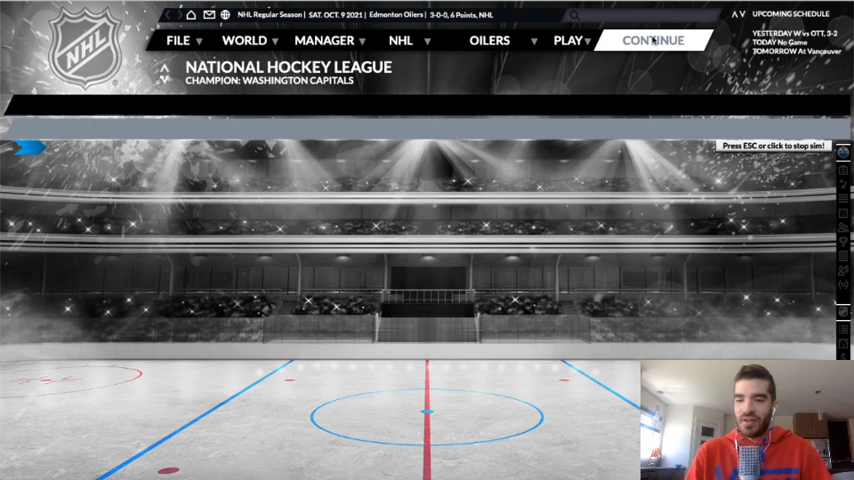 NHL Regular Season | SAT. OCT. 9 2021 | Edmonton Oilers | 3-0-0, 6 Points, NHL
UPCOMING SCHEDULE
FILE WORLD MANAGER NHL OILERS PLAY CONTINUE
YESTERDAY W vs OTT, 3-2
TODAY No Game
TOMORROW At Vancouver
NHL
NATIONAL HOCKEY LEAGUE
CHAMPION: WASHINGTON CAPITALS
Press ESC or click to stop sim!